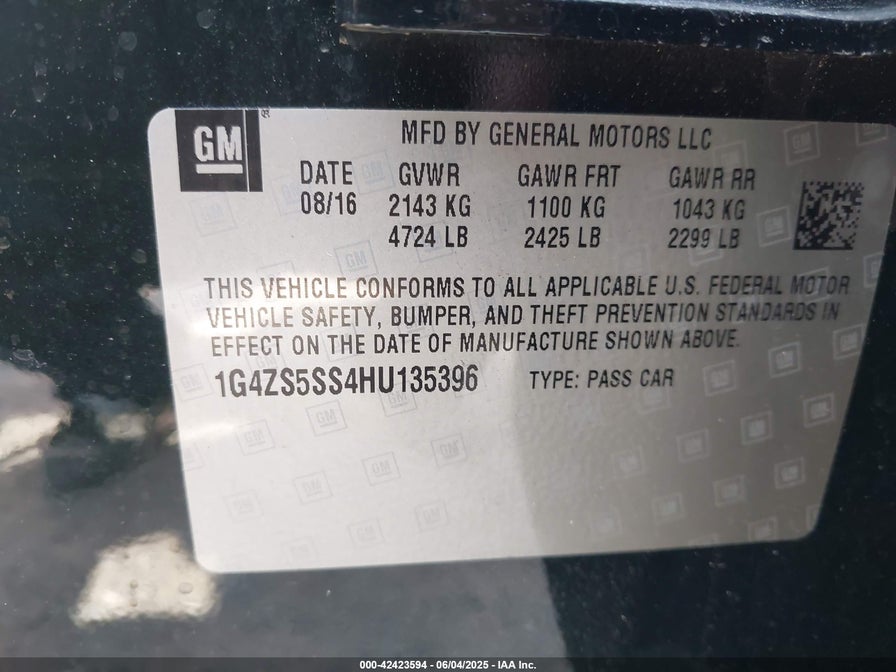 GM
MFD BY GENERAL MOTORS LLC
DATE GVWR GAWR FRT GAWR RR
08/16 2143 KG 1100 KG 1043 KG
4724 LB 2425 LB 2299 LB
THIS VEHICLE CONFORMS TO ALL APPLICABLE U.S. FEDERAL MOTOR
VEHICLE SAFETY, BUMPER, AND THEFT PREVENTION STANDARDS IN
EFFECT ON THE DATE OF MANUFACTURE SHOWN ABOVE.
1G4ZS5SS4HU135396 TYPE: PASS CAR
000-42423594 - 06/04/2025 - IAA Inc.